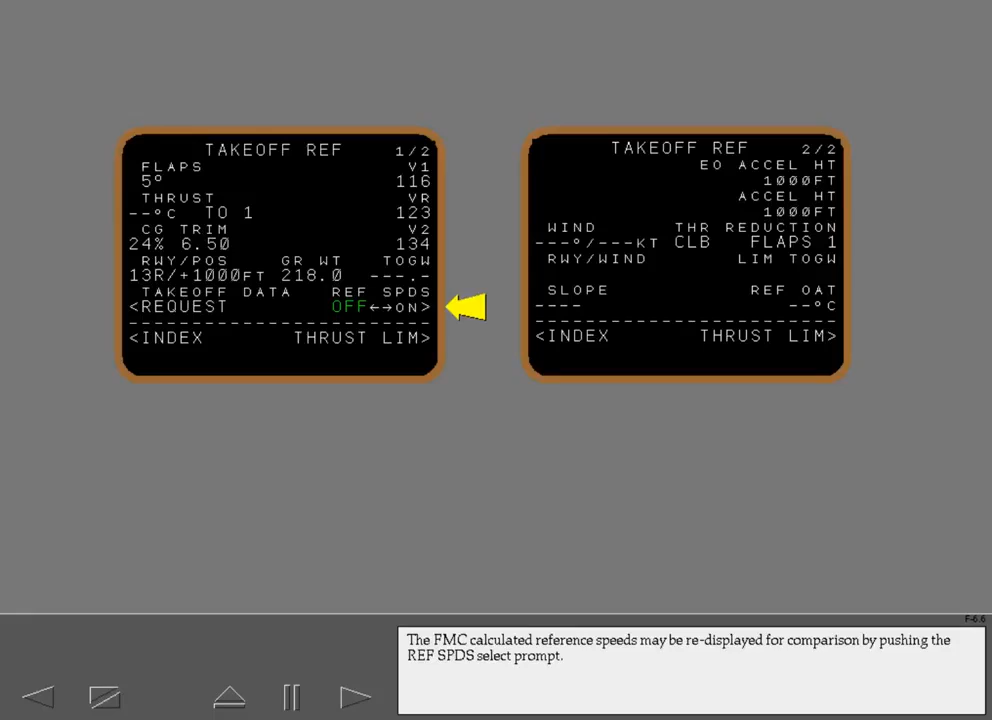 TAKEOFF REF 1/2
FLAPS V1
5° 116
THRUST VR
--°C TO 1 123
CG TRIM V2
24% 6.50 134
RWY/POS GR WT TOGW
13R/+1000FT 218.0 ---.-
TAKEOFF DATA REF SPDS
<REQUEST OFF←→ON>
<INDEX THRUST LIM>
TAKEOFF REF 2/2
EO ACCEL HT
1000FT
ACCEL HT
1000FT
WIND THR REDUCTION
---°/---KT CLB FLAPS 1
RWY/WIND LIM TOGW
SLOPE REF OAT
---- --°C
<INDEX THRUST LIM>
F-6.6
The FMC calculated reference speeds may be re-displayed for comparison by pushing the
REF SPDS select prompt.